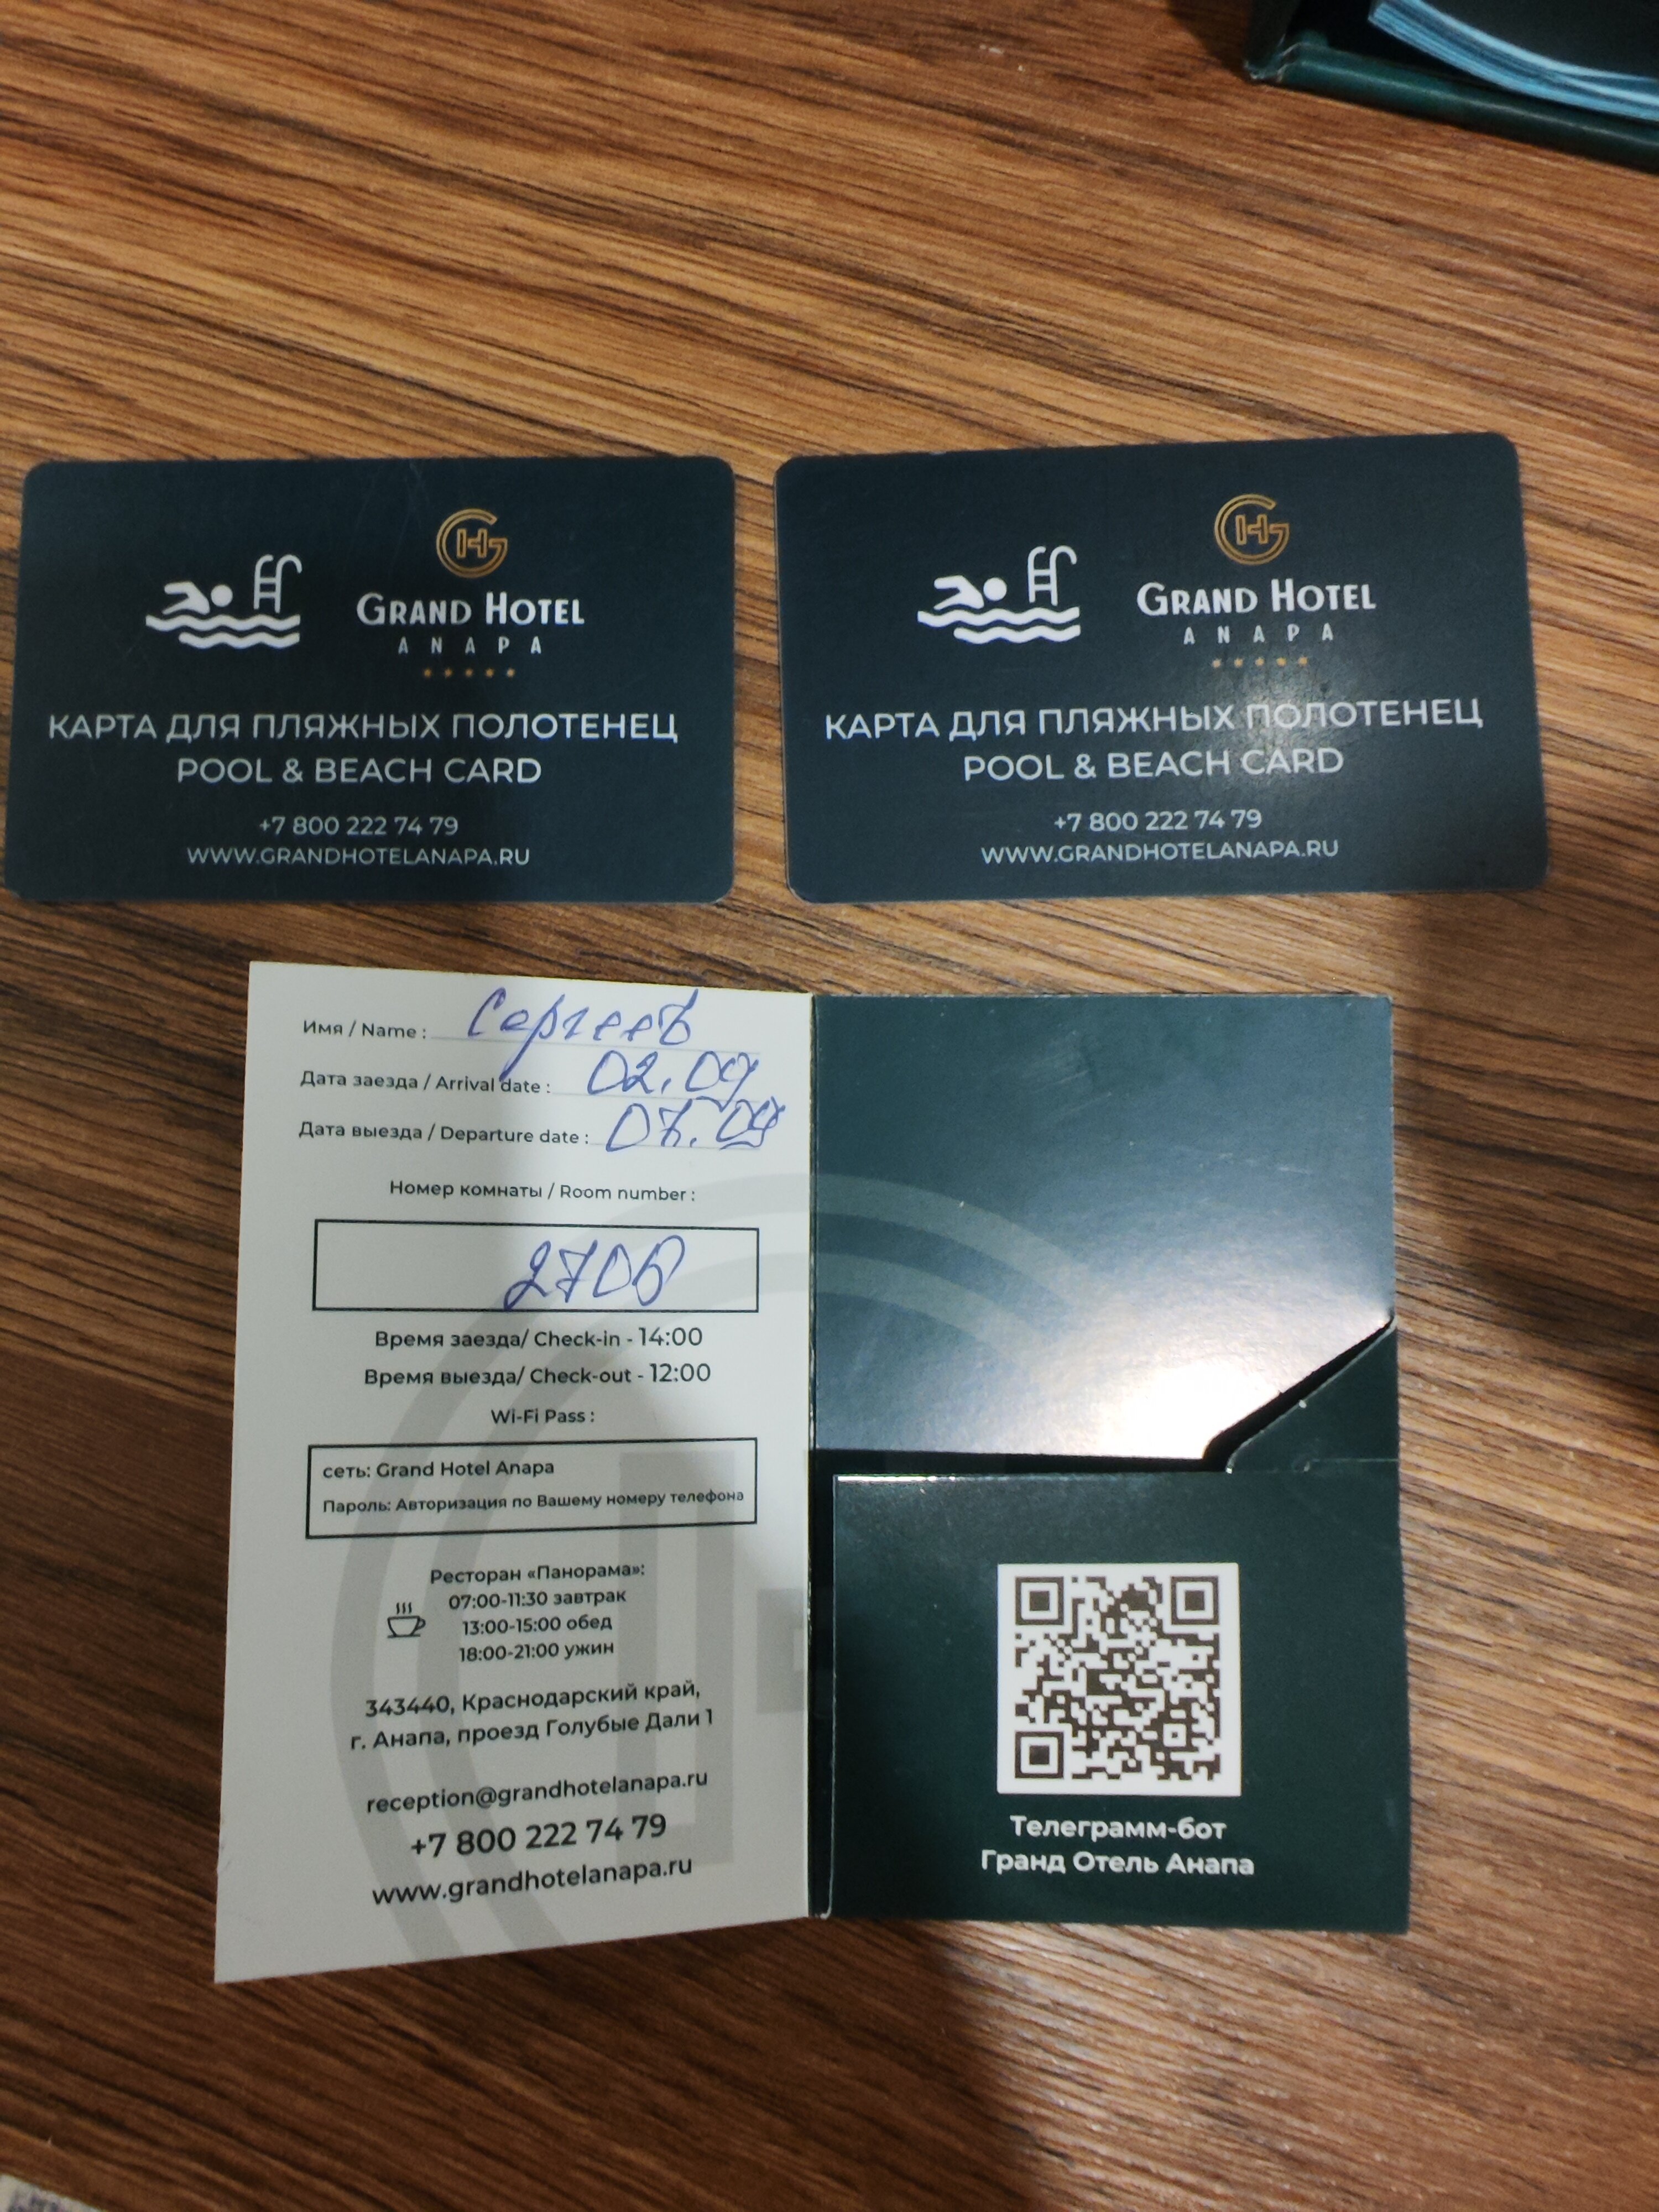 GRAND HOTEL
ANAPA
КАРТА ДЛЯ ПЛЯЖНЫХ ПОЛОТЕНЕЦ
POOL & BEACH CARD
+7 800 222 74 79
WWW.GRANDHOTELANAPA.RU
GRAND HOTEL
ANAPA
КАРТА ДЛЯ ПЛЯЖНЫХ ПОЛОТЕНЕЦ
POOL & BEACH CARD
+7 800 222 74 79
WWW.GRANDHOTELANAPA.RU
Имя / Name : Сергеев
Дата заезда / Arrival date : 02.09
Дата выезда / Departure date : 07.09
Номер комнаты / Room number :
2706
Время заезда/ Check-in - 14:00
Время выезда/ Check-out - 12:00
Wi-Fi Pass :
сеть: Grand Hotel Anapa
Пароль: Авторизация по Вашему номеру телефона
Ресторан «Панорама»:
07:00-11:30 завтрак
13:00-15:00 обед
18:00-21:00 ужин
343440, Краснодарский край,
г. Анапа, проезд Голубые Дали 1
reception@grandhotelanapa.ru
+7 800 222 74 79
www.grandhotelanapa.ru
Телеграмм-бот
Гранд Отель Анапа